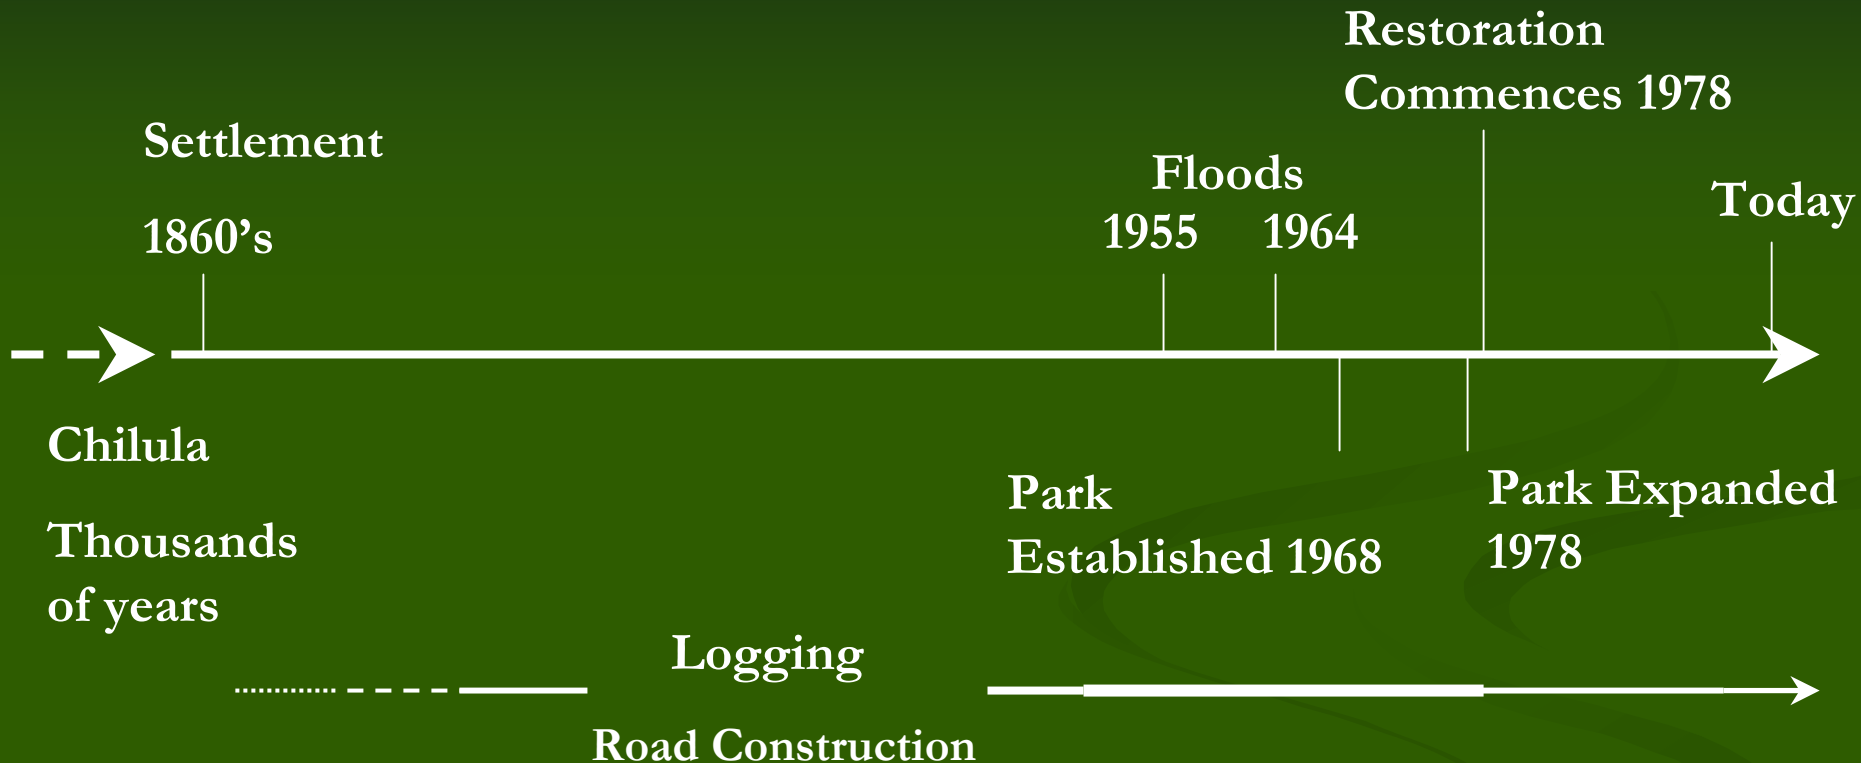 Restoration
Commences 1978
Settlement
1860’s
Floods
1955 1964
Today
Chilula
Thousands
of years
Park
Established 1968
Park Expanded
1978
Logging
Road Construction